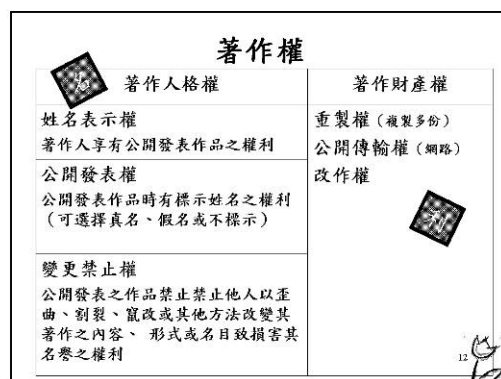 著作權
名
著作人格權
姓名表示權
著作人享有公開發表作品之權利
公開發表權
公開發表作品時有標示姓名之權利
(可選擇真名、假名或不標示)
變更禁止權
公開發表之作品禁止禁止他人以歪
曲、割裂、竄改或其他方法改變其
著作之內容、 形式或名目致損害其
名譽之權利
著作財產權
重製權(複製多份)
公開傳輸權(網路)
改作權
利
12